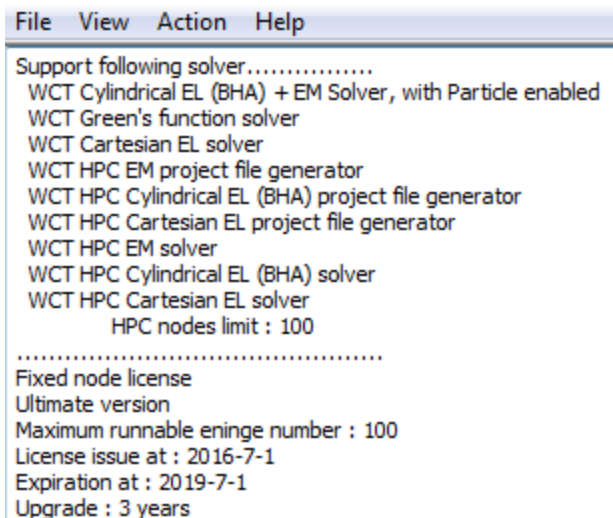 File View Action Help
Support following solver................
WCT Cylindrical EL (BHA) + EM Solver, with Particle enabled
WCT Green's function solver
WCT Cartesian EL solver
WCT HPC EM project file generator
WCT HPC Cylindrical EL (BHA) project file generator
WCT HPC Cartesian EL project file generator
WCT HPC EM solver
WCT HPC Cylindrical EL (BHA) solver
WCT HPC Cartesian EL solver
HPC nodes limit : 100
..............................................
Fixed node license
Ultimate version
Maximum runnable eninge number : 100
License issue at : 2016-7-1
Expiration at : 2019-7-1
Upgrade : 3 years